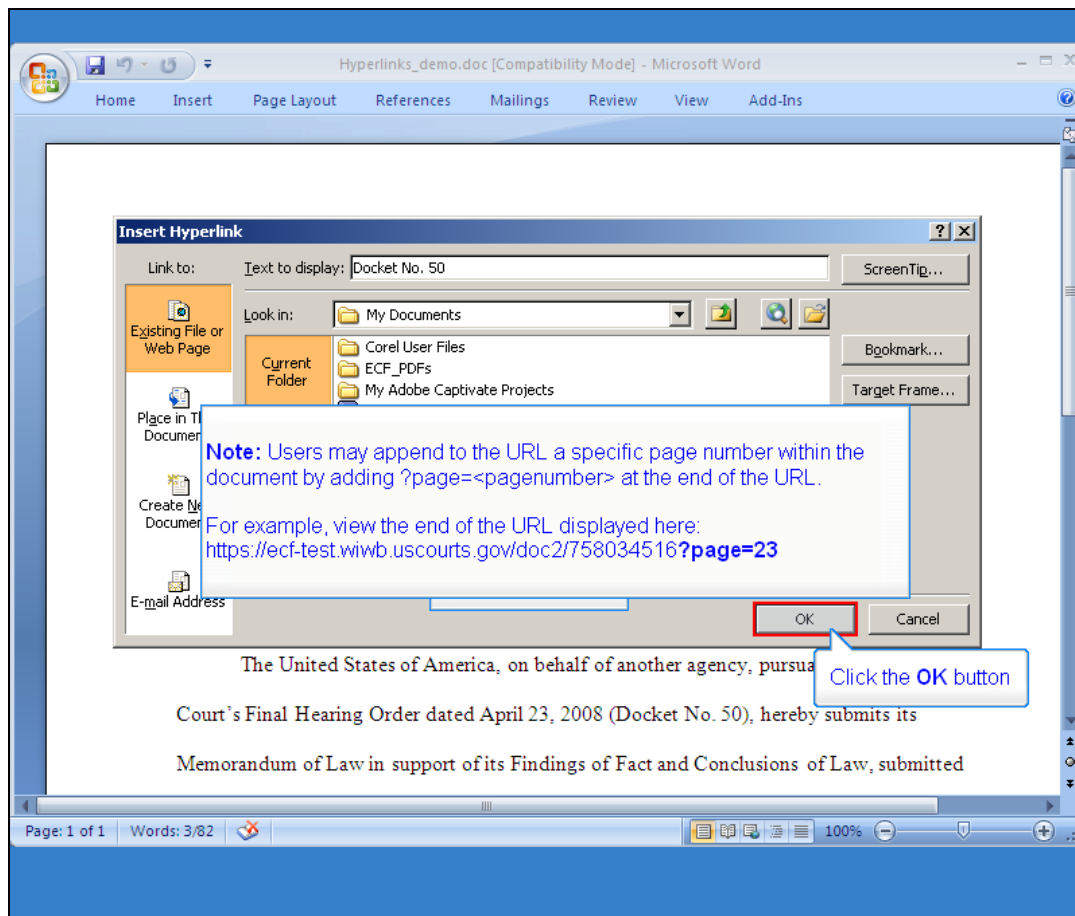 Hyperlinks_demo.doc [Compatibility Mode] - Microsoft Word
Home Insert Page Layout References Mailings Review View Add-Ins
Insert Hyperlink
Link to:
Text to display: Docket No. 50
ScreenTip...
Existing File or
Web Page
Look in: My Documents
Current
Folder
Corel User Files
ECF_PDFs
My Adobe Captivate Projects
Bookmark...
Target Frame...
Place in Th
Documen
Create Ne
Documen
E-mail Address
Note: Users may append to the URL a specific page number within the
document by adding ?page=<pagenumber> at the end of the URL.
For example, view the end of the URL displayed here:
https://ecf-test.wiwb.uscourts.gov/doc2/758034516?page=23
OK Cancel
Click the OK button
The United States of America, on behalf of another agency, pursua
Court's Final Hearing Order dated April 23, 2008 (Docket No. 50), hereby submits its
Memorandum of Law in support of its Findings of Fact and Conclusions of Law, submitted
Page: 1 of 1 Words: 3/82 100%